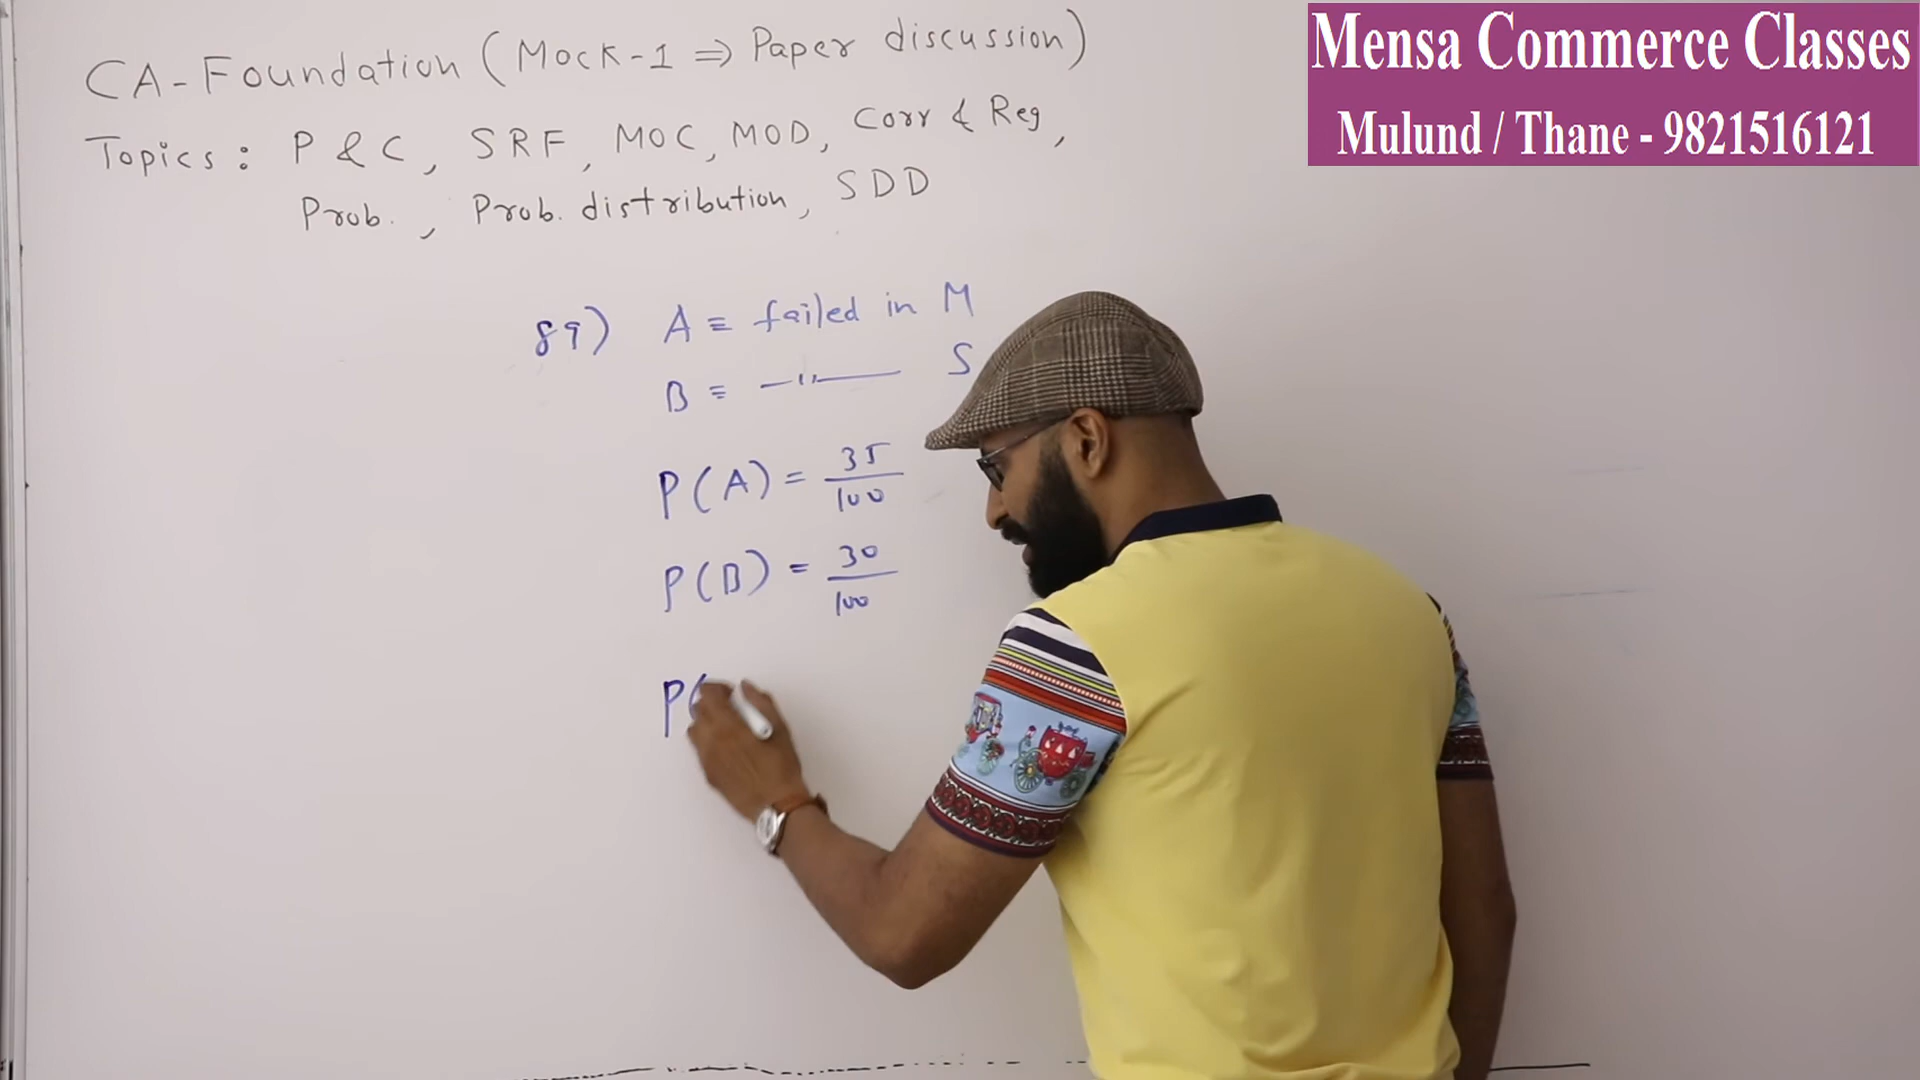 CA-Foundation (Mock-1 ⇒ Paper discussion)
Topics: P & C, SRF, MOC, MOD, Corr & Reg,
Prob., Prob. distribution, SDD
89) A ≡ failed in M
B ≡ —"— S
P(A) = 35/100
P(B) = 30/100
P(
Mensa Commerce Classes
Mulund / Thane - 9821516121